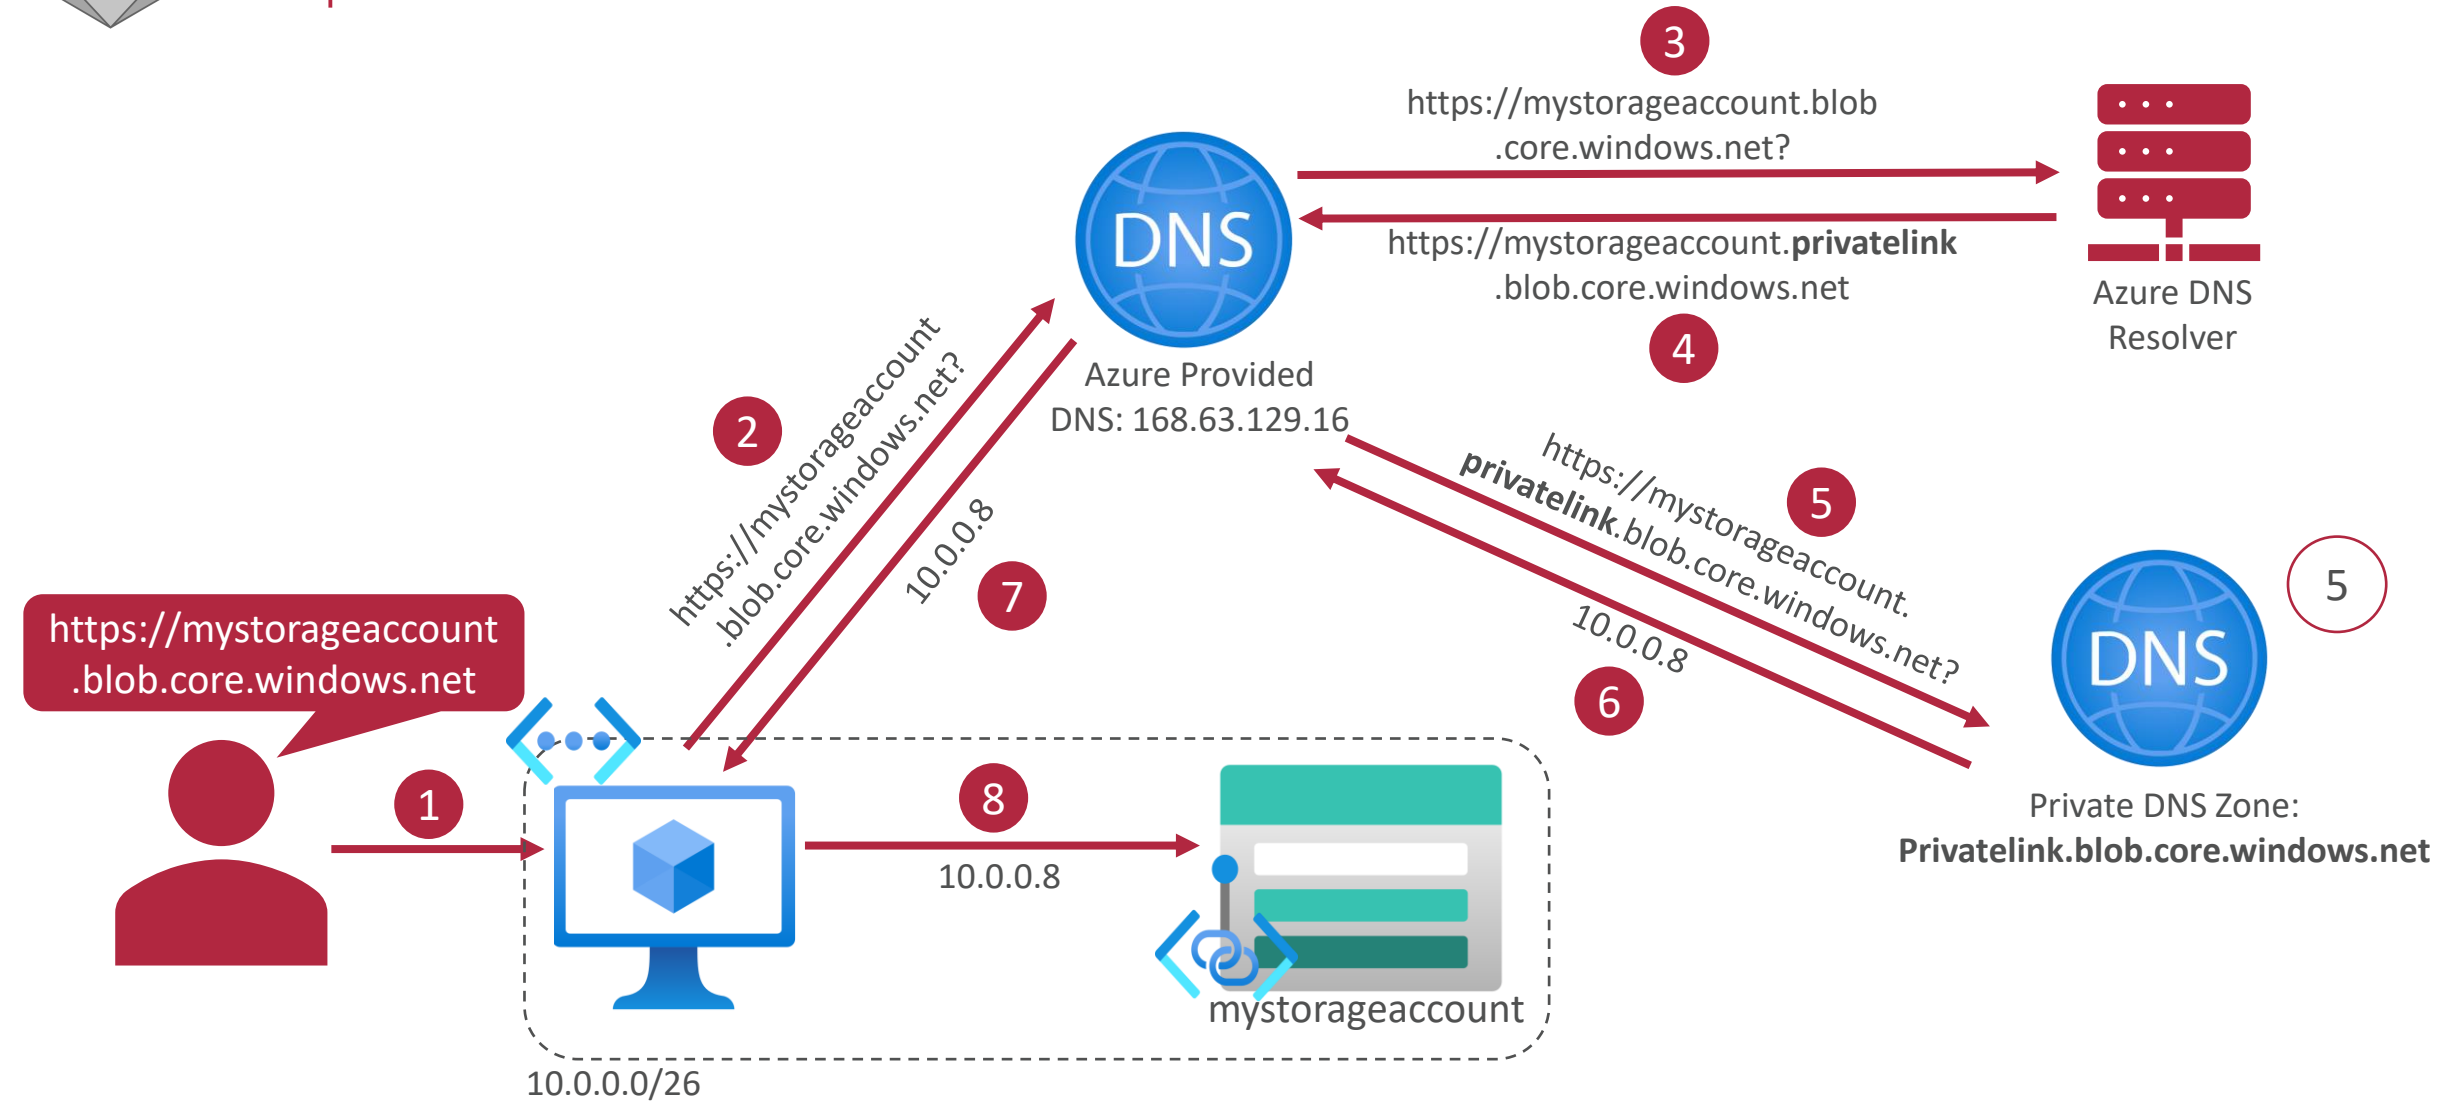 3
https://mystorageaccount.blob
.core.windows.net?
DNS
https://mystorageaccount.privatelink
.blob.core.windows.net
4
Azure DNS
Resolver
Azure Provided
DNS: 168.63.129.16
2
https://mystorageaccount
.blob.core.windows.net?
10.0.0.8
7
https://mystorageaccount.
privatelink.blob.core.windows.net?
5
10.0.0.8
6
5
DNS
Private DNS Zone:
Privatelink.blob.core.windows.net
https://mystorageaccount
.blob.core.windows.net
1
8
10.0.0.8
mystorageaccount
10.0.0.0/26